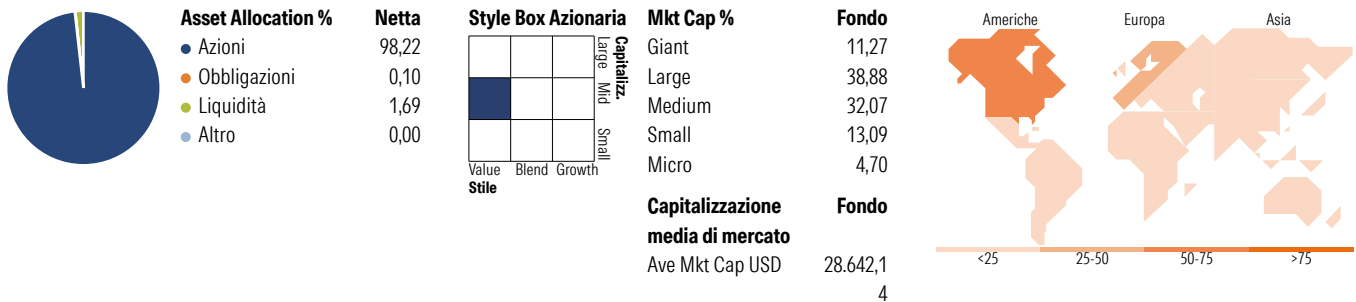 Asset Allocation % Netta
Azioni 98,22
Obbligazioni 0,10
Liquidità 1,69
Altro 0,00
Style Box Azionaria
Capitalizz.
Large
Mid
Small
Value Blend Growth
Stile
Mkt Cap % Fondo
Giant 11,27
Large 38,88
Medium 32,07
Small 13,09
Micro 4,70
Capitalizzazione Fondo
media di mercato
Ave Mkt Cap USD 28.642,1
4
Americhe Europa Asia
<25 25-50 50-75 >75